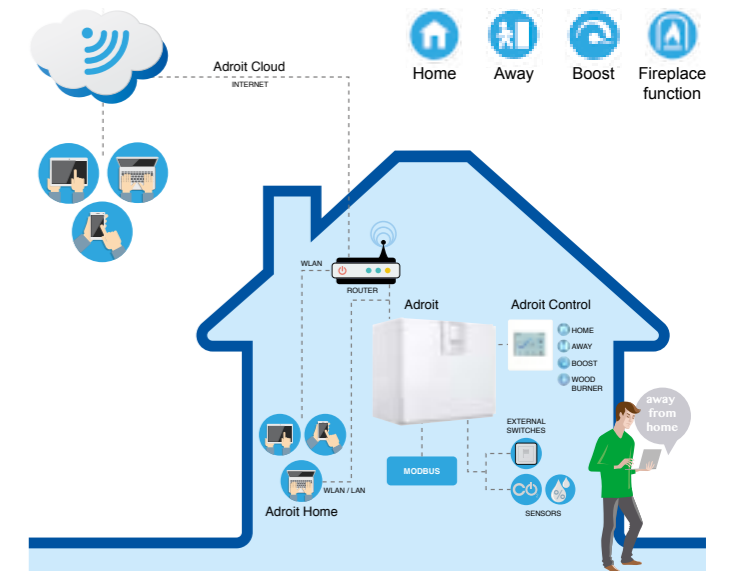 Adroit Cloud
INTERNET
Home
Away
Boost
Fireplace
function
WLAN
ROUTER
Adroit
Adroit Control
HOME
AWAY
BOOST
WOOD
BURNER
away
from
home
EXTERNAL
SWITCHES
MODBUS
%
SENSORS
WLAN / LAN
Adroit Home